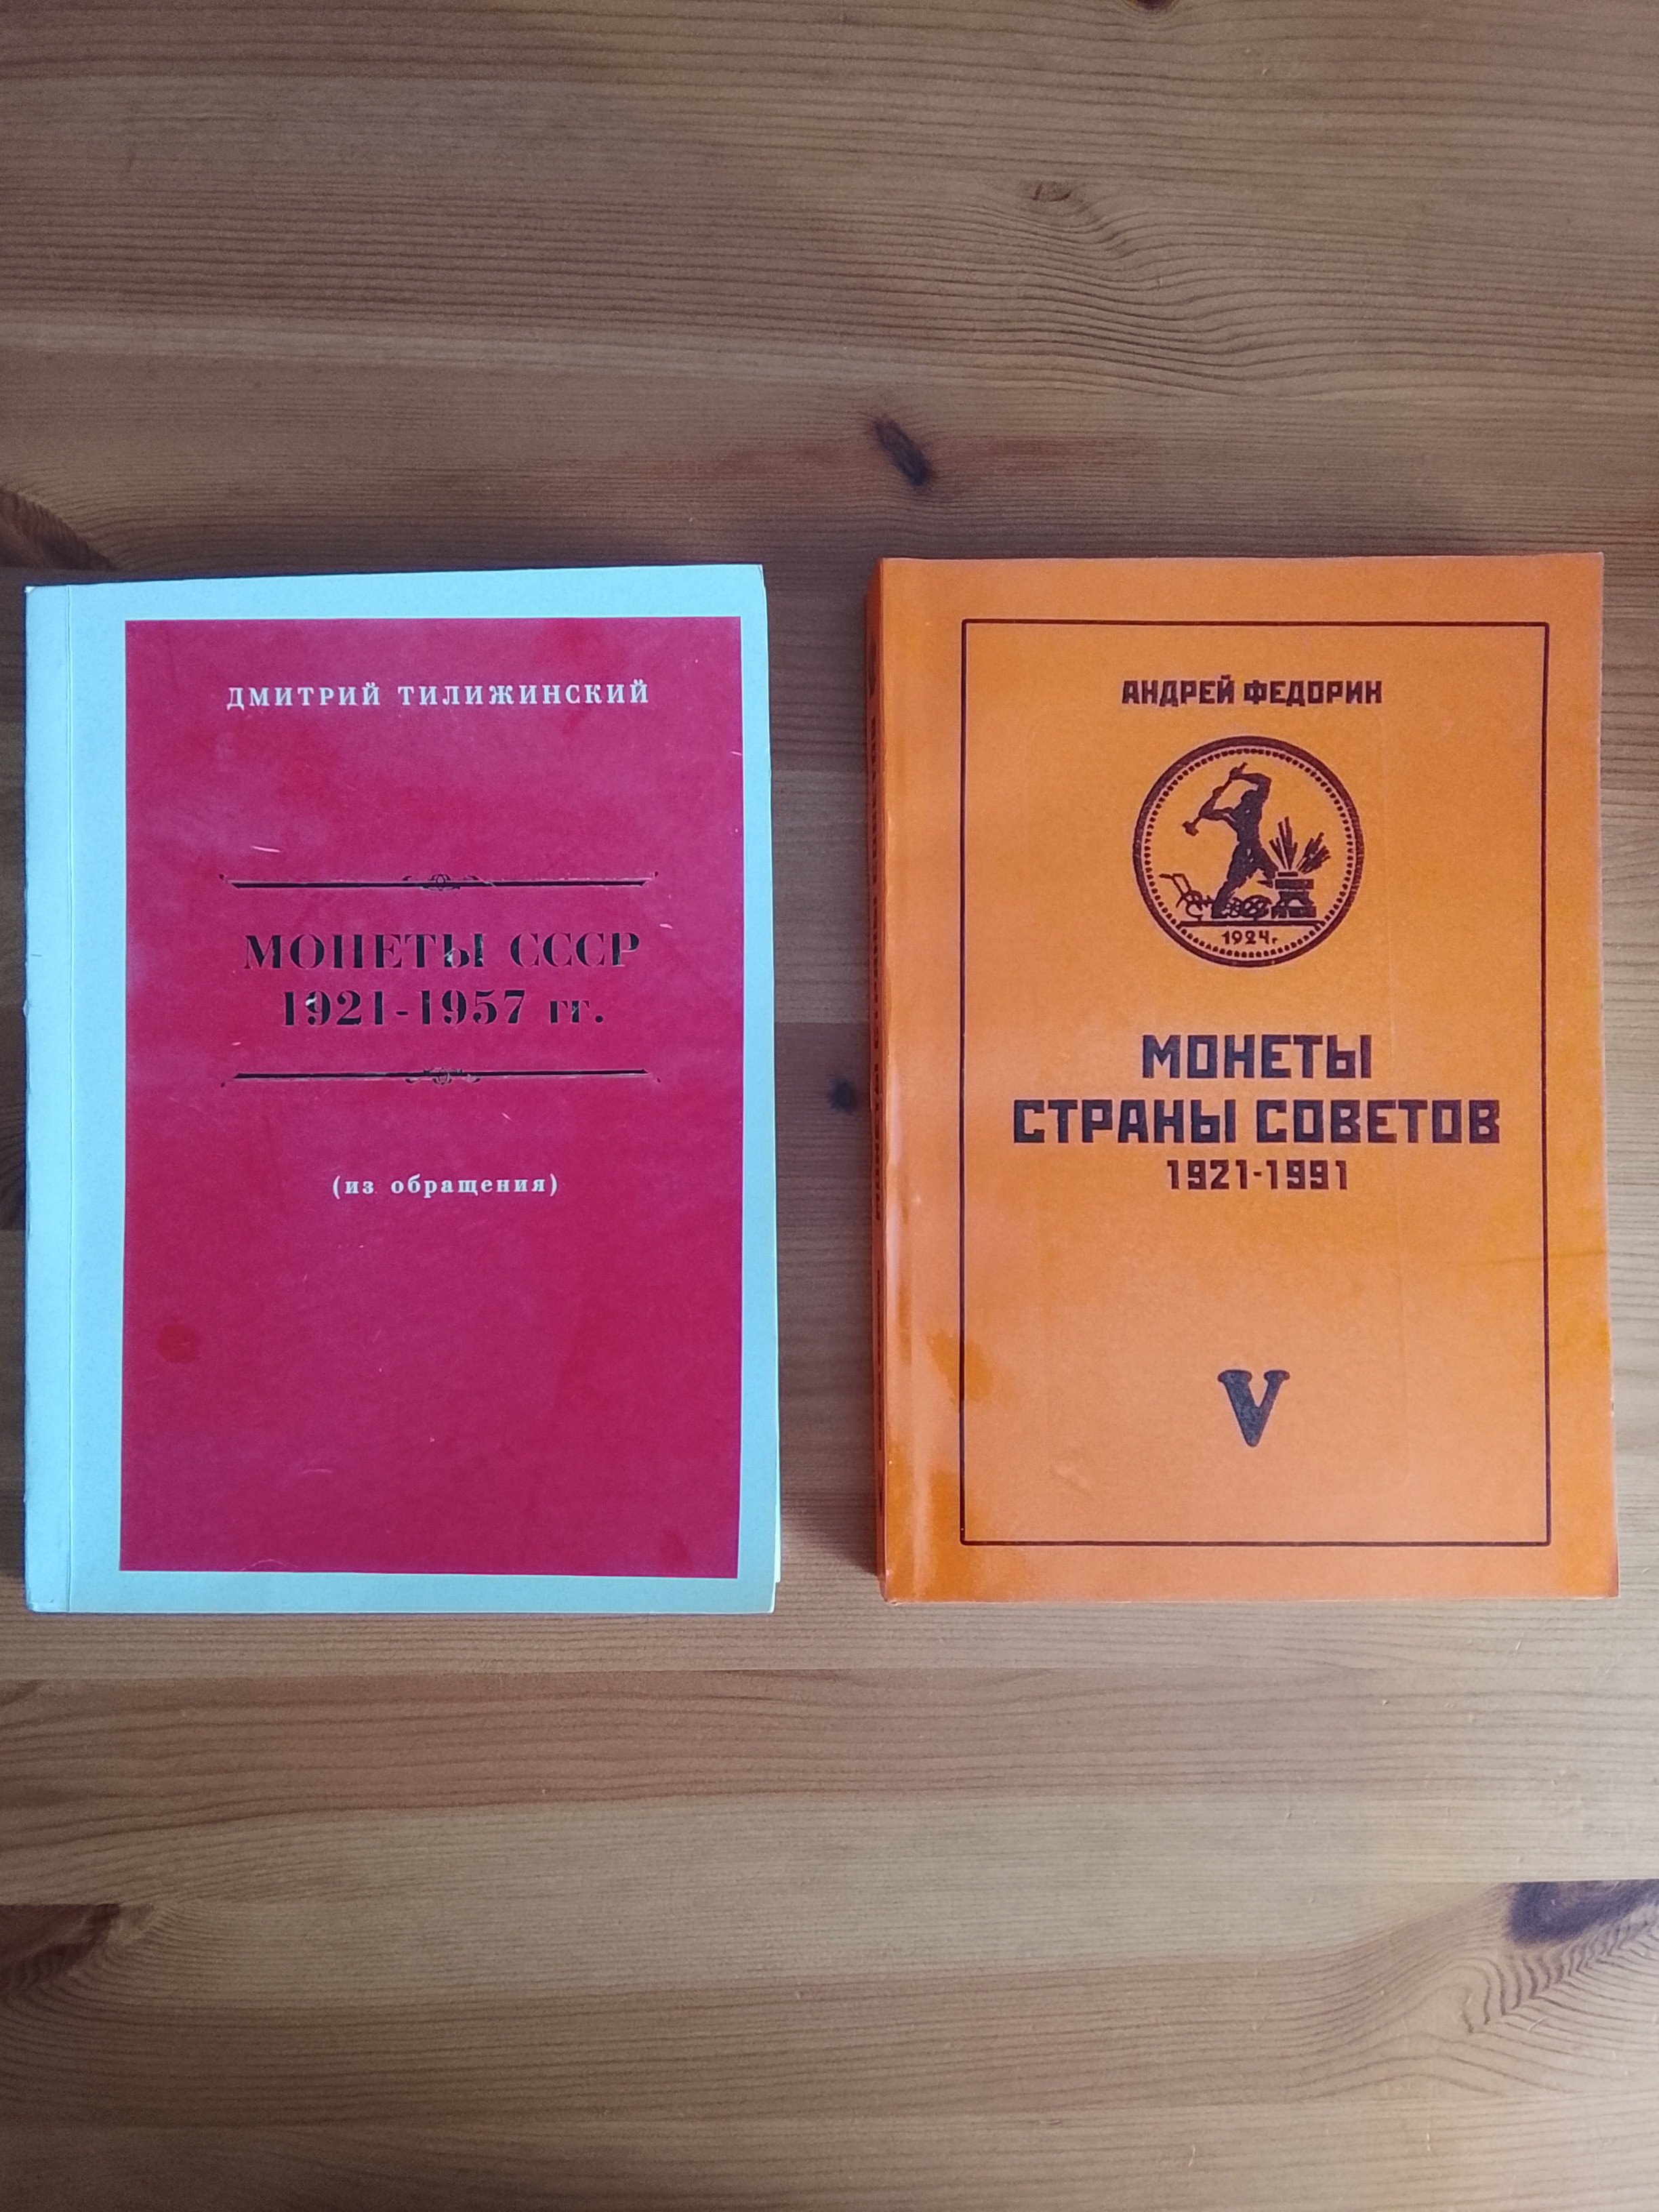 ДМИТРИЙ ТИЛИЖИНСКИЙ
МОНЕТЫ СССР
1921-1957 гг.
(из обращения)
АНДРЕЙ ФЕДОРИН
1924г.
МОНЕТЫ
СТРАНЫ СОВЕТОВ
1921-1991
V